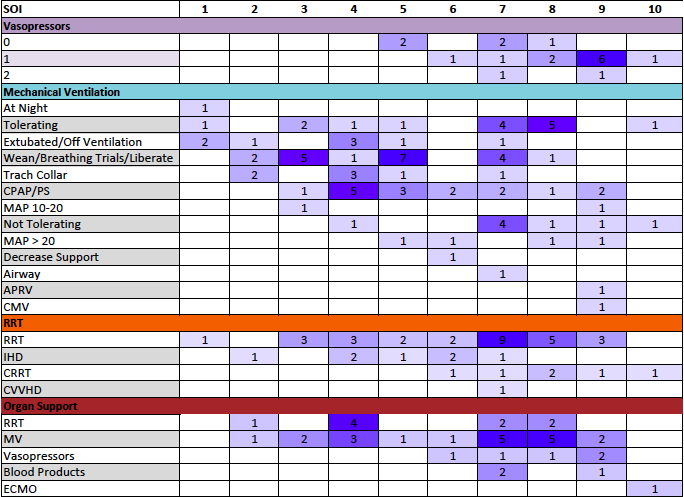 SOI 1 2 3 4 5 6 7 8 9 10
Vasopressors
0 2 2 1
1 1 1 2 6 1
2 1 1
Mechanical Ventilation
At Night 1
Tolerating 1 2 1 1 4 5 1
Extubated/Off Ventilation 2 1 3 1 1
Wean/Breathing Trials/Liberate 2 5 1 7 4 1
Trach Collar 2 3 1 1
CPAP/PS 1 5 3 2 2 1 2
MAP 10-20 1 1
Not Tolerating 1 4 1 1 1
MAP > 20 1 1 1 1
Decrease Support 1
Airway 1
APRV 1
CMV 1
RRT
RRT 1 3 3 2 2 9 5 3
IHD 1 2 1 2 1
CRRT 1 1 2 1 1
CVVHD 1
Organ Support
RRT 1 4 2 2
MV 1 2 3 1 1 5 5 2
Vasopressors 1 1 1 2
Blood Products 2 1
ECMO 1